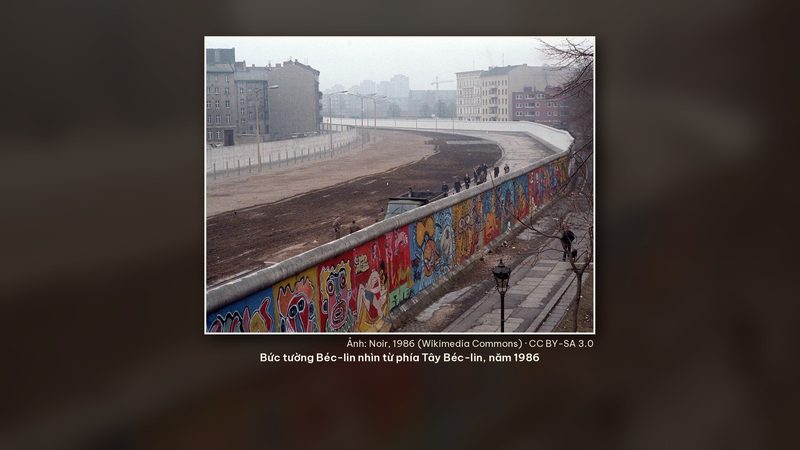 Ảnh: Noir, 1986 (Wikimedia Commons) · CC BY-SA 3.0
Bức tường Béc-lin nhìn từ phía Tây Béc-lin, năm 1986